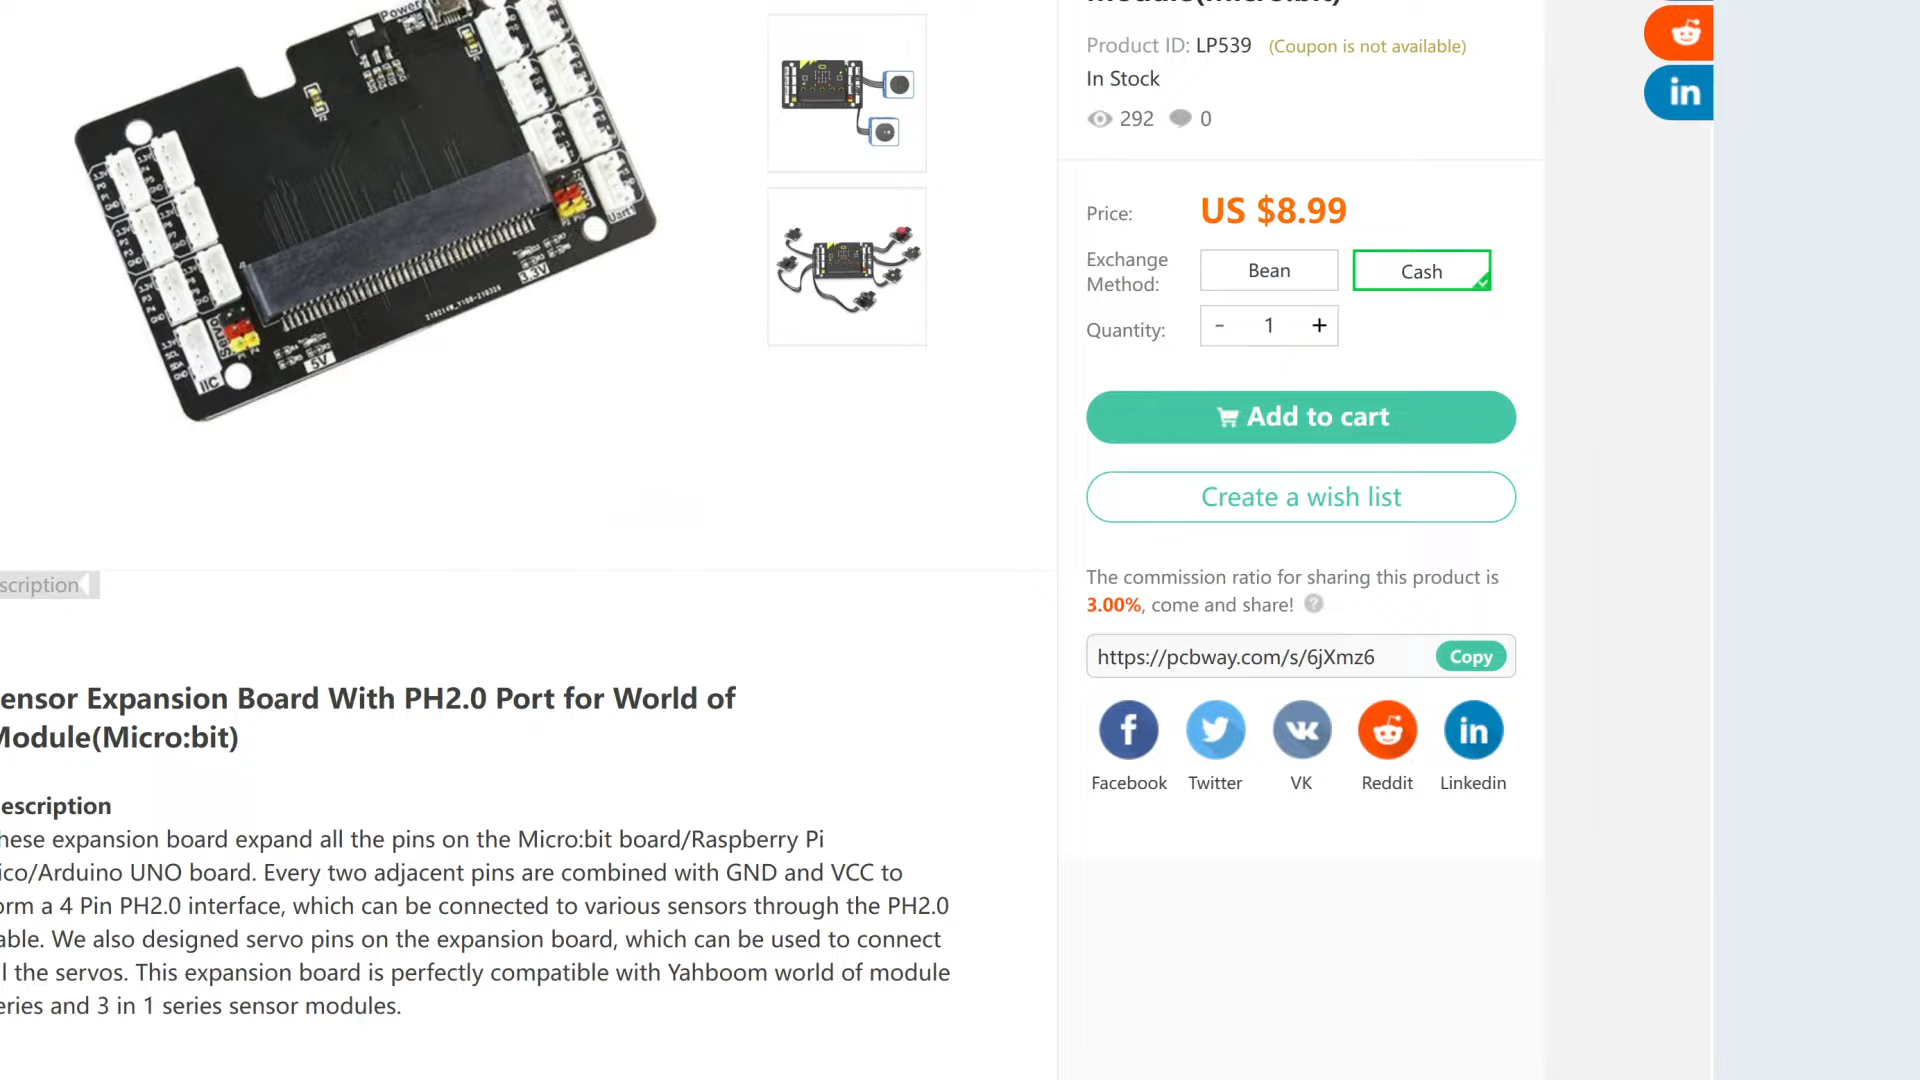 Product ID: LP539 (Coupon is not available)
In Stock
292 0
Price: US $8.99
Exchange Method: Bean Cash
Quantity: - 1 +
Add to cart
Create a wish list
The commission ratio for sharing this product is
3.00%, come and share! ?
https://pcbway.com/s/6jXmz6 Copy
Facebook Twitter VK Reddit Linkedin
Power
Uart
3.3V
5V
IIC
scription
ensor Expansion Board With PH2.0 Port for World of
Module(Micro:bit)
escription
hese expansion board expand all the pins on the Micro:bit board/Raspberry Pi
ico/Arduino UNO board. Every two adjacent pins are combined with GND and VCC to
orm a 4 Pin PH2.0 interface, which can be connected to various sensors through the PH2.0
able. We also designed servo pins on the expansion board, which can be used to connect
l the servos. This expansion board is perfectly compatible with Yahboom world of module
eries and 3 in 1 series sensor modules.